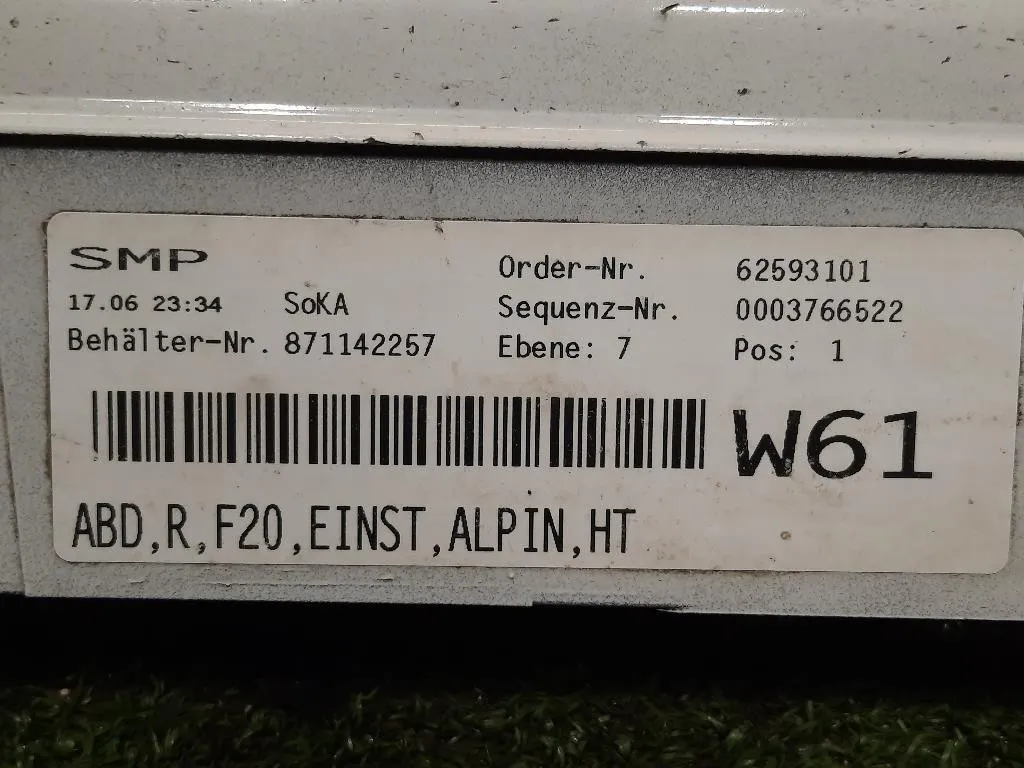 SMP
17.06 23:34 SoKA
Behälter-Nr. 871142257
Order-Nr. 62593101
Sequenz-Nr. 0003766522
Ebene: 7 Pos: 1
W61
ABD,R,F20,EINST,ALPIN,HT